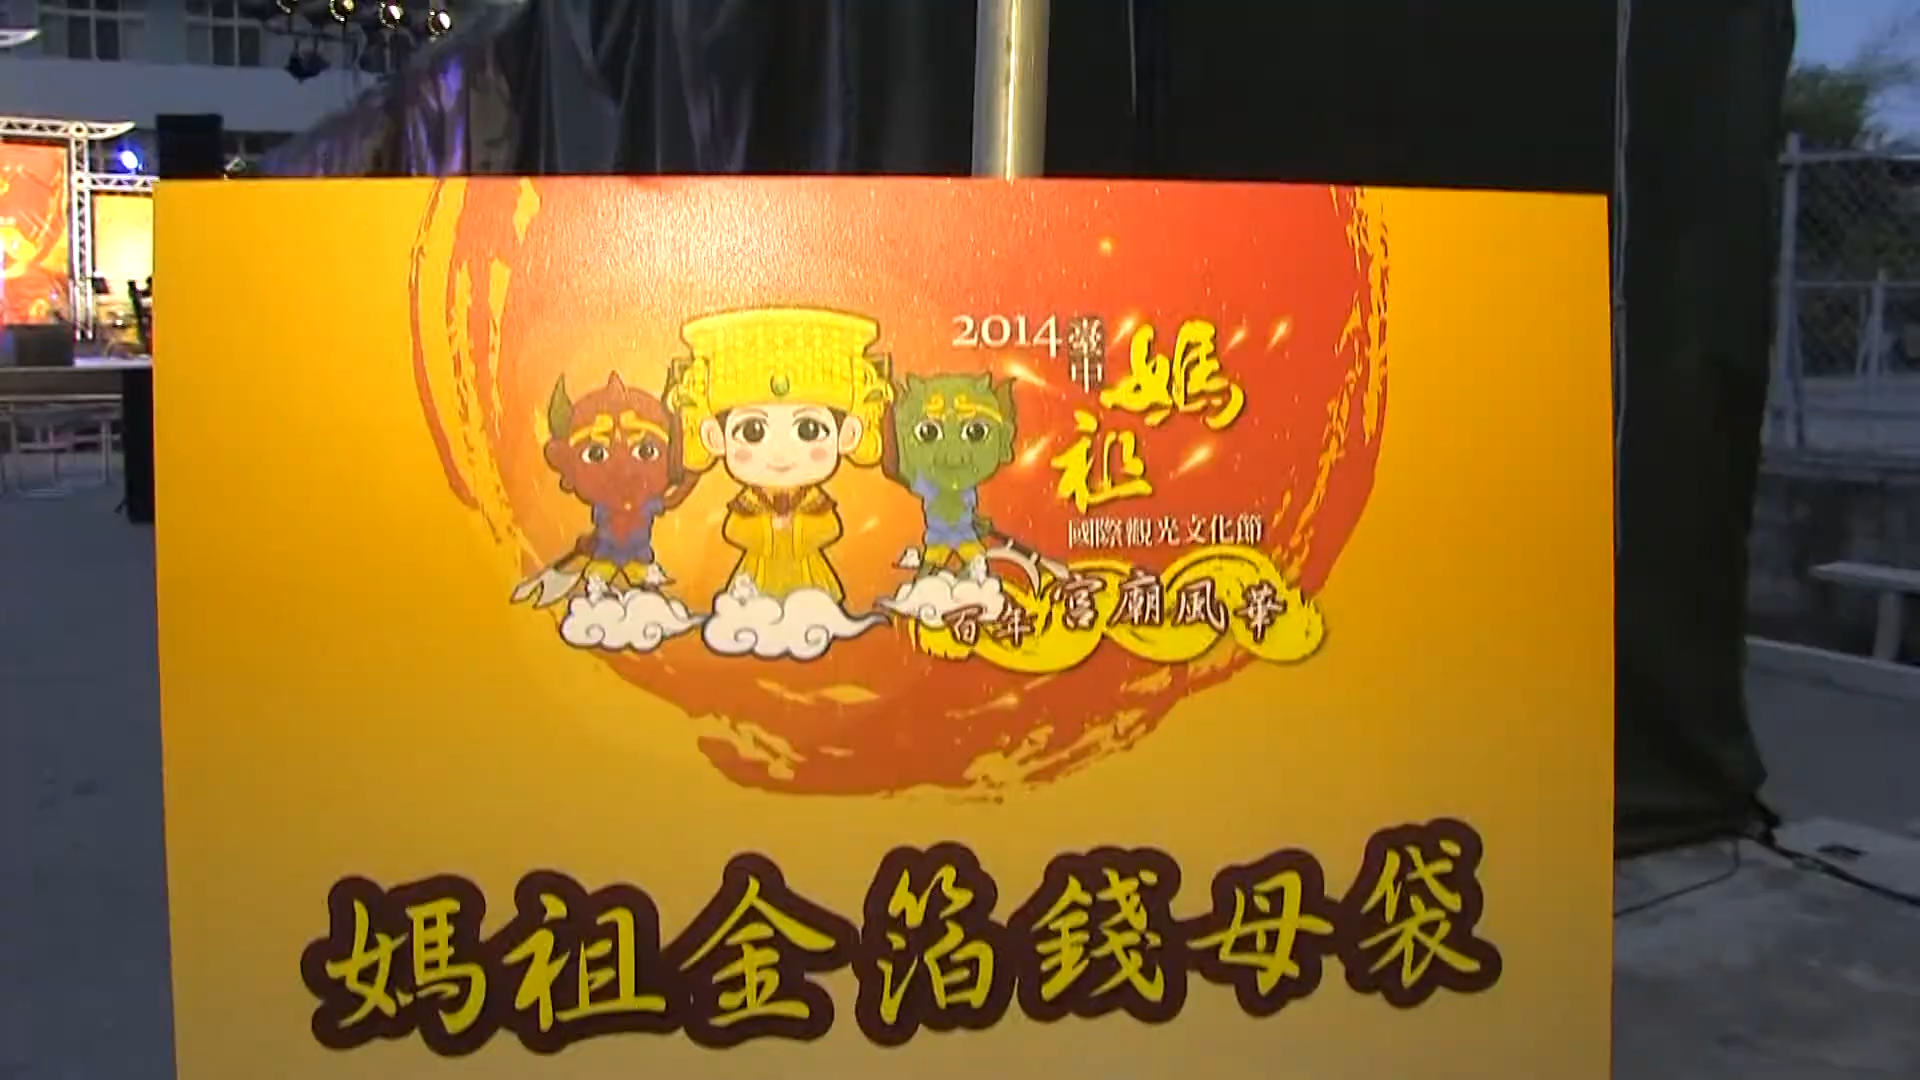 2014臺中
媽祖
國際觀光文化節
百年宮廟風華
媽祖金箔錢母袋